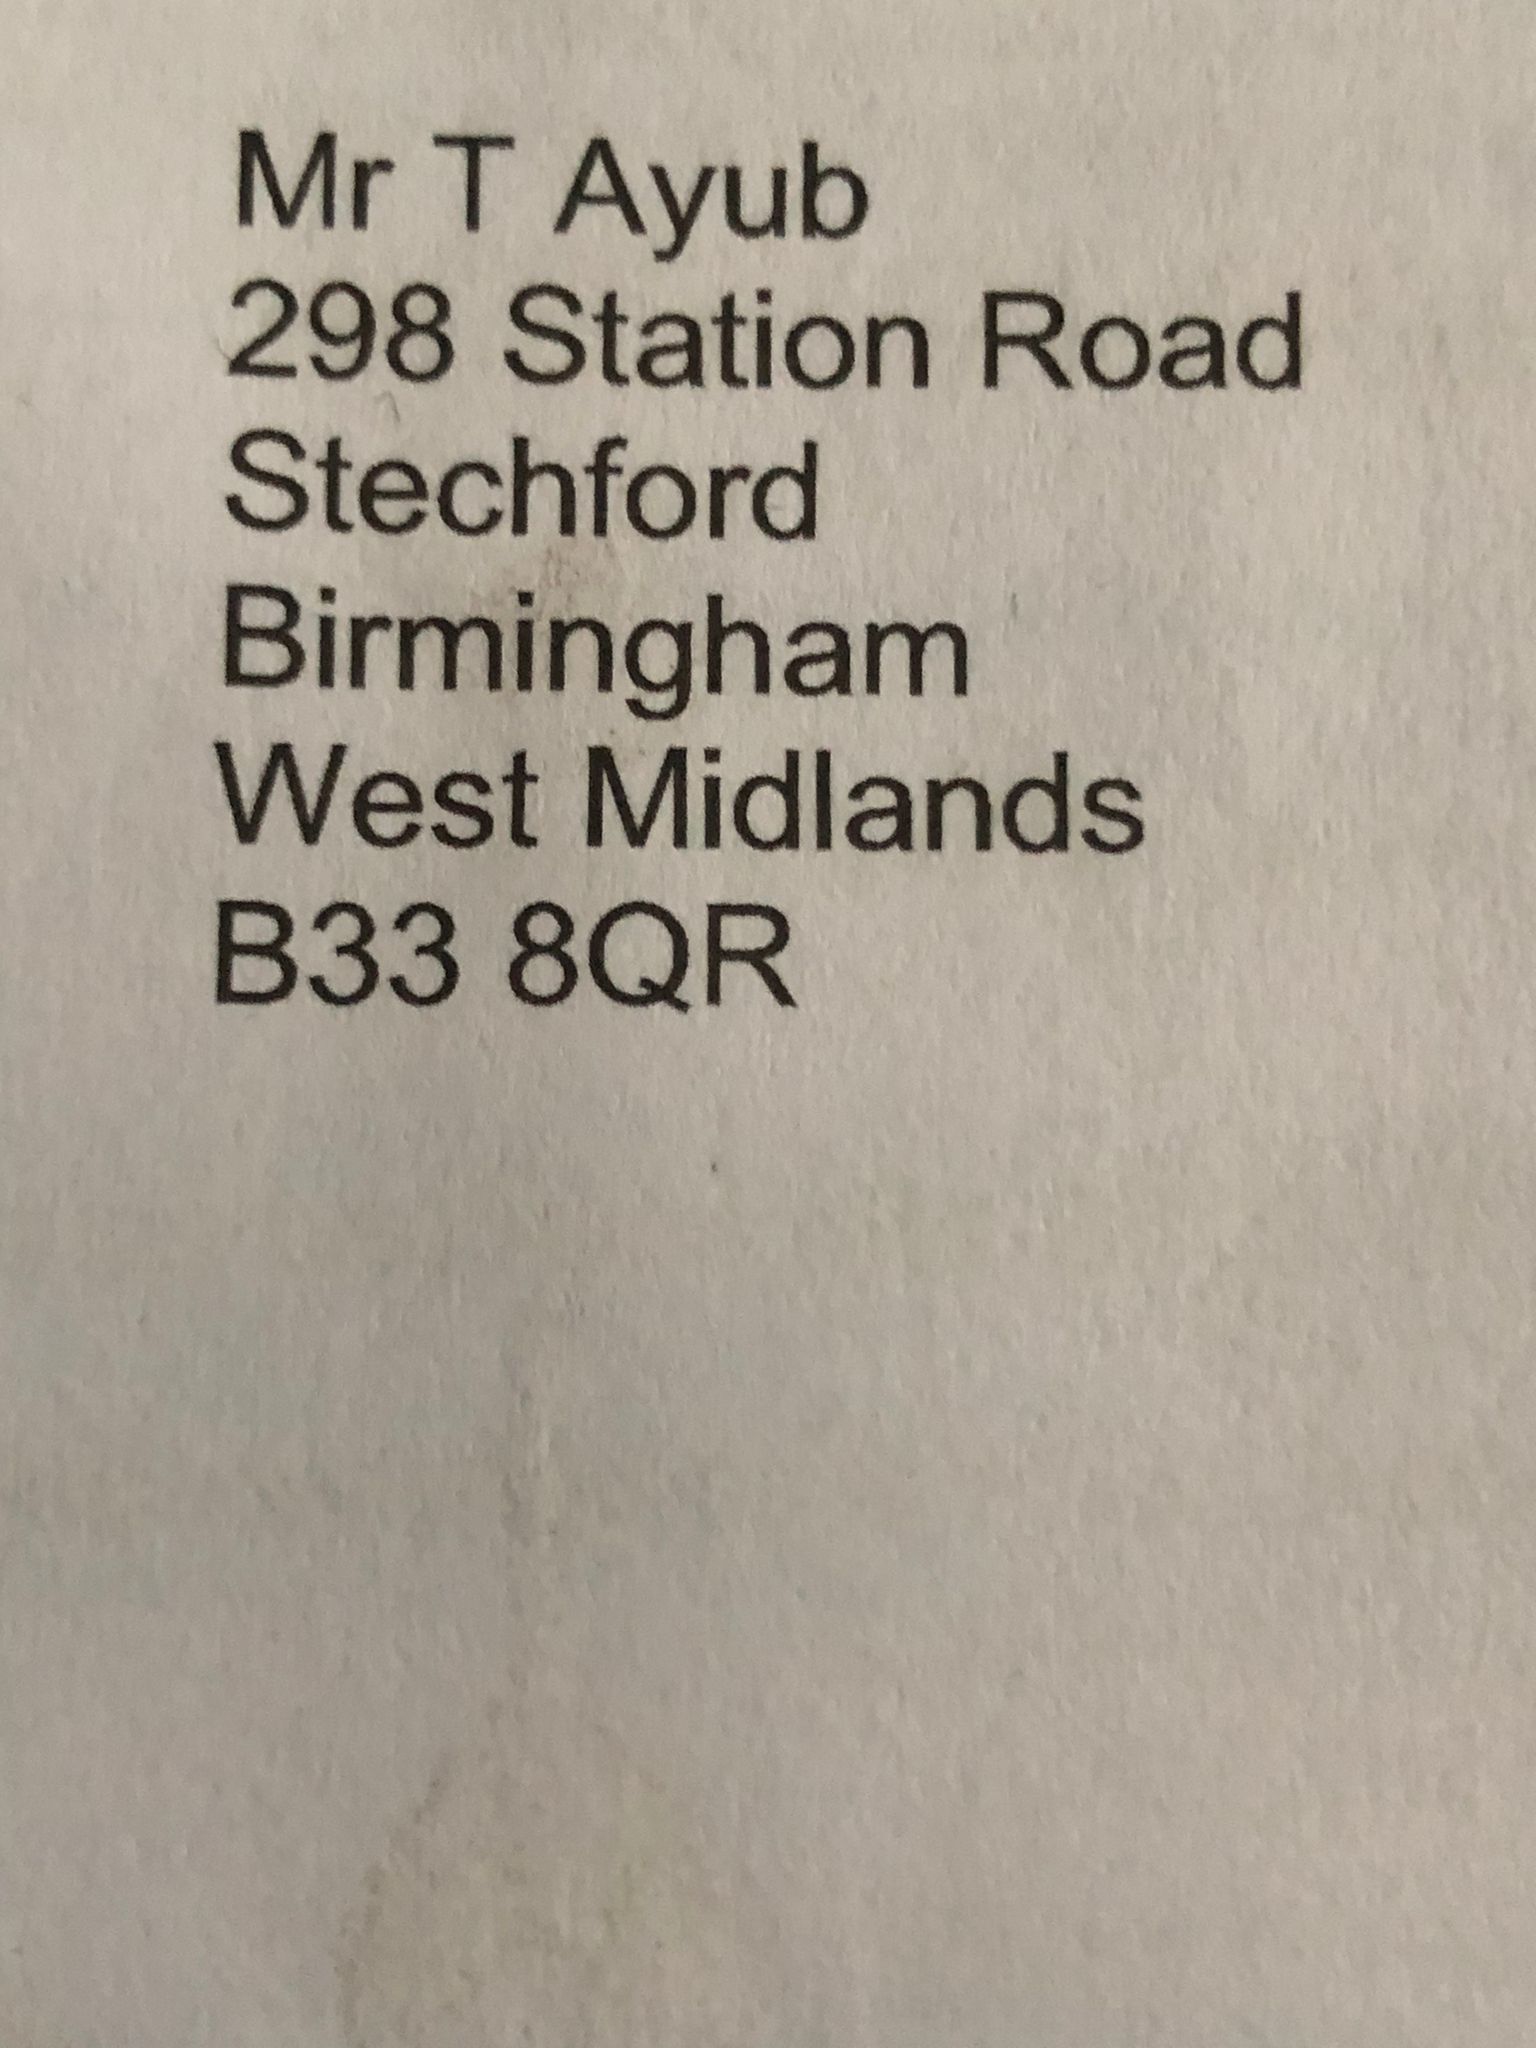 Mr T Ayub
298 Station Road
Stechford
Birmingham
West Midlands
B33 8QR